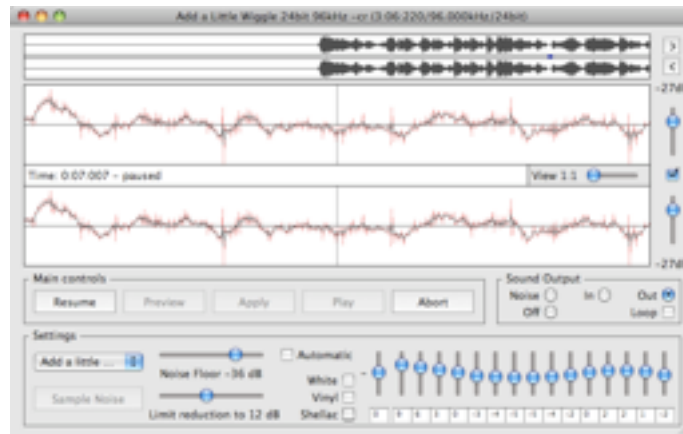 Add a Little Wiggle 24bit 96kHz -cr (3:06:220/96.000kHz/24bit)
-27d
Time: 0:07:007 - paused
View 1:1
-27d
Main controls
Resume Preview Apply Play Abort
Sound Output
Noise In Out
Off Loop
Settings
Add a little ...
Noise Floor -36 dB
Automatic
White
Vinyl
Sample Noise
Limit reduction to 12 dB
Shellac